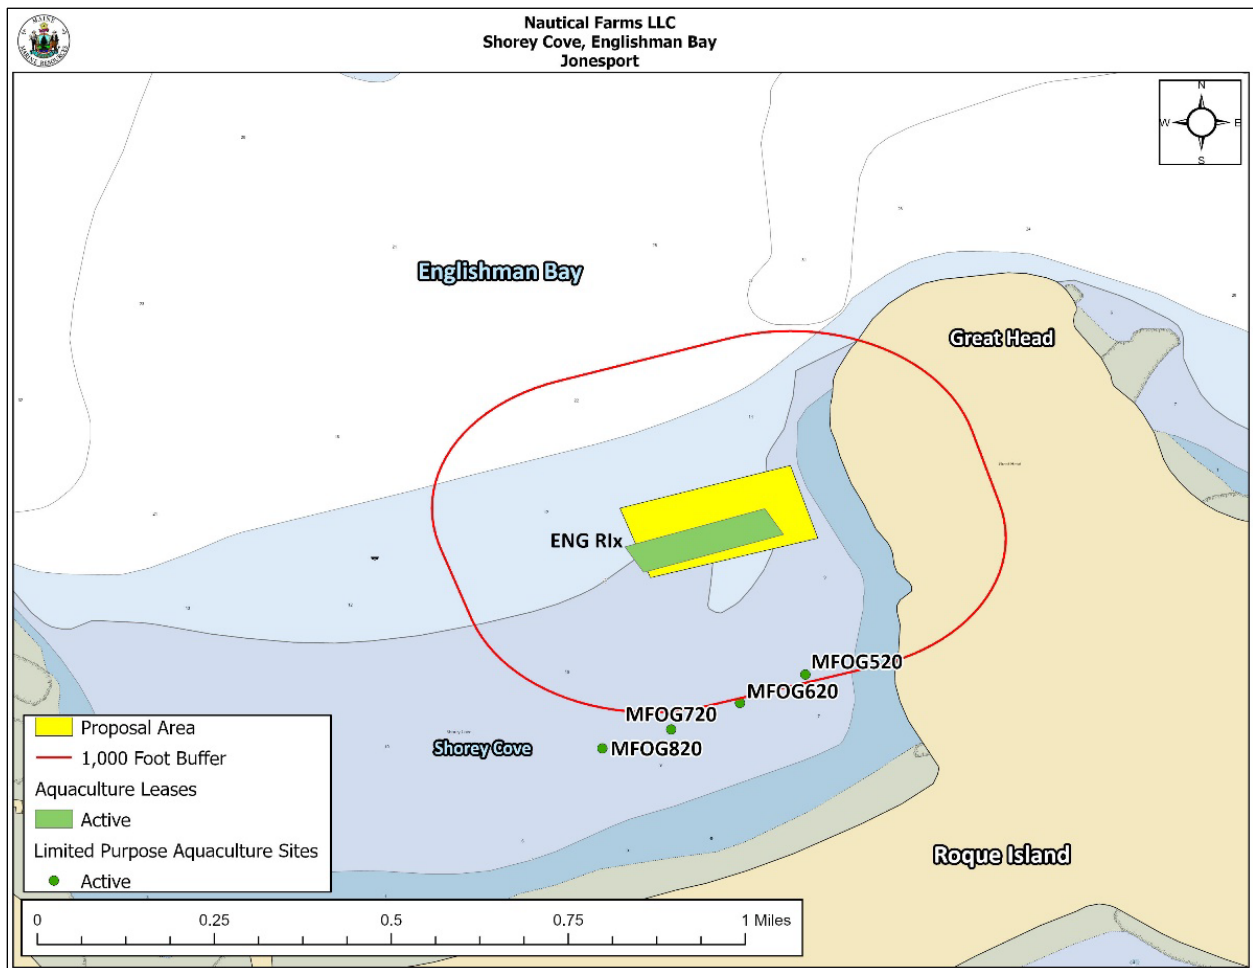 Nautical Farms LLC
Shorey Cove, Englishman Bay
Jonesport
N
W
E
S
Englishman Bay
Great Head
ENG RIx
MFOG520
MFOG620
MFOG720
MFOG820
Shorey Cove
Roque Island
Proposal Area
1,000 Foot Buffer
Aquaculture Leases
Active
Limited Purpose Aquaculture Sites
Active
0
0.25
0.5
0.75
1 Miles